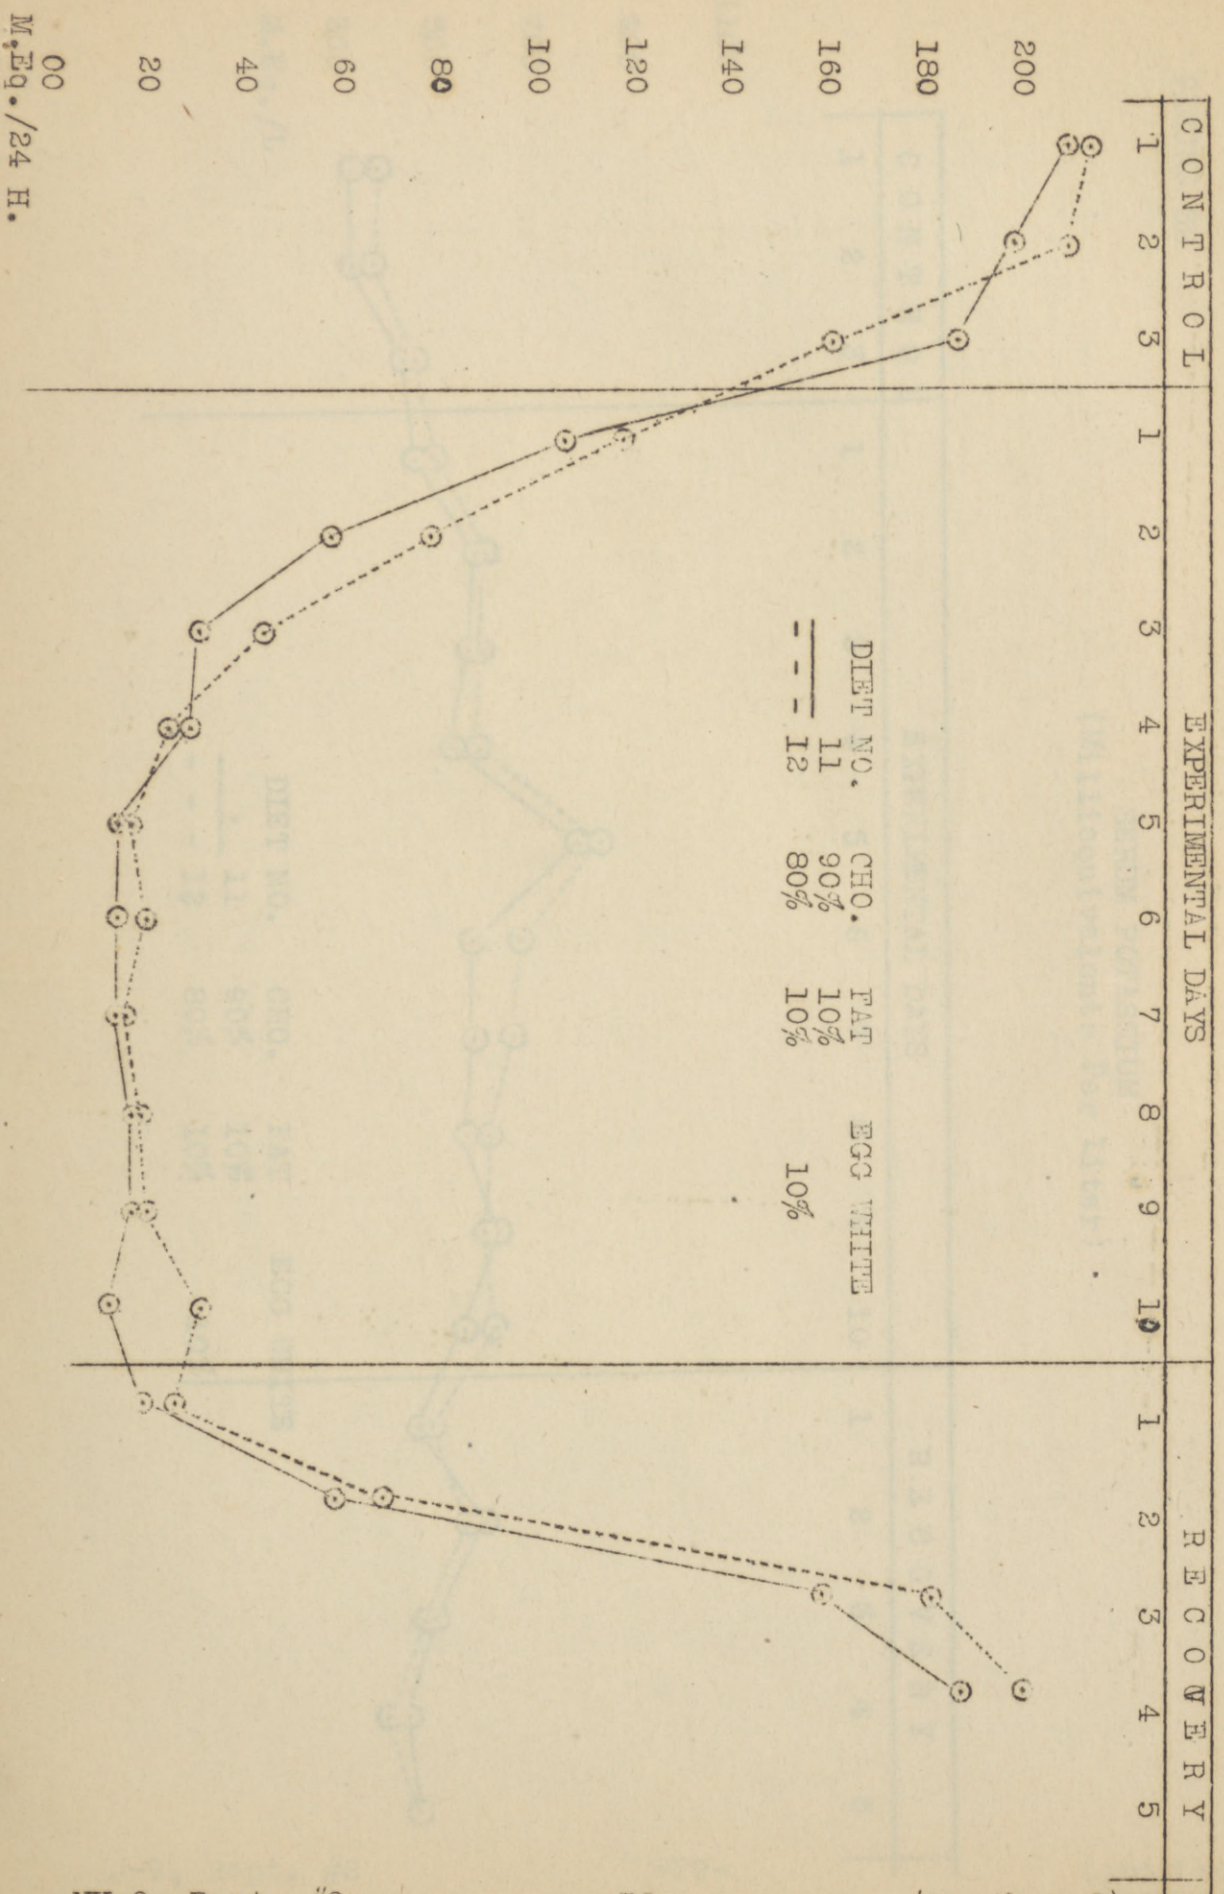 C O N T R O L EXPERIMENTAL DAYS R E C O V E R Y
1 2 3 1 2 3 4 5 6 7 8 9 10 1 2 3 4 5
200
180
160
140
120
100
80
60
40
20
00
M.Eq./24 H.
DIET NO. CHO. FAT EGG WHITE
11 90% 10%
- - - 12 80% 10% 10%